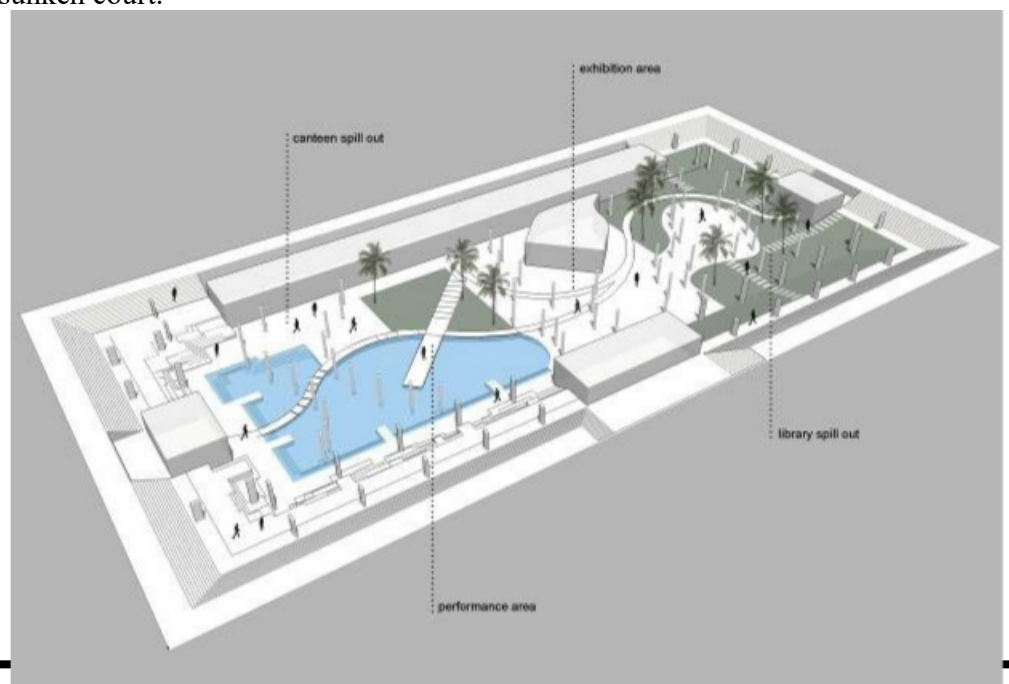 sunken court.
exhibition area
canteen spill out
library spill out
performance area